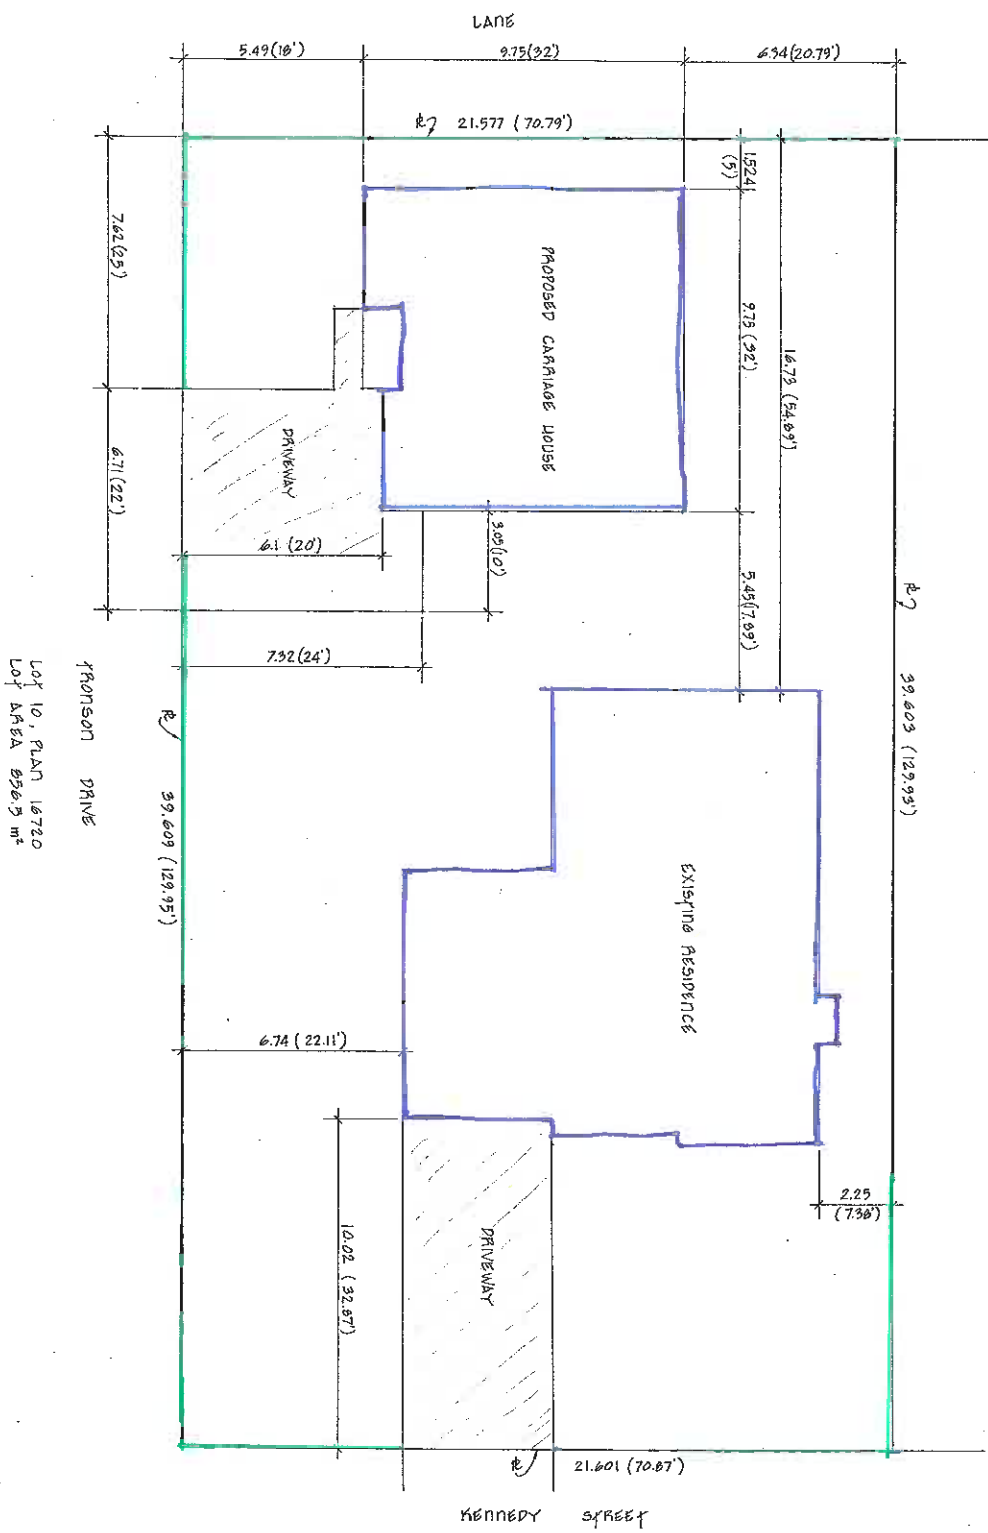 LANE
5.49(18')
9.75(32')
6.34(20.79')
21.577 (70.79')
1.524
(5')
7.62(25')
PROPOSED CARRIAGE HOUSE
9.75 (32')
16.73 (54.89')
DRIVEWAY
6.71(22')
6.1 (20')
3.05(10')
5.45(17.89')
7.32(24')
39.603 (129.93')
TRONSON DRIVE
LOT 10, PLAN 16720
LOT AREA 856.5 m²
39.609 (129.95')
EXISTING RESIDENCE
6.74 (22.11')
2.25
(7.38')
10.02 (32.87')
DRIVEWAY
21.601 (70.87')
KENNEDY STREET